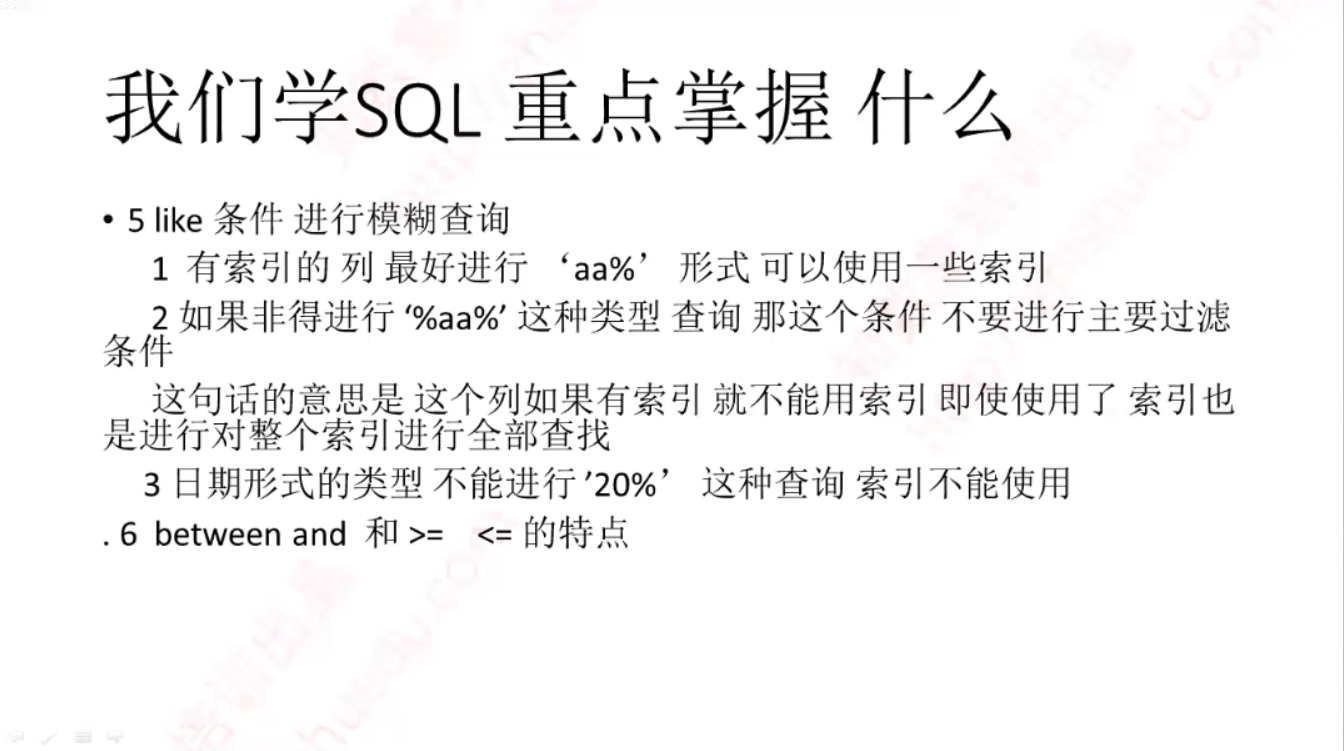 我们学SQL 重点掌握 什么
• 5 like 条件 进行模糊查询
1 有索引的 列 最好进行 ‘aa%’ 形式 可以使用一些索引
2 如果非得进行 ‘%aa%’ 这种类型 查询 那这个条件 不要进行主要过滤
条件
这句话的意思是 这个列如果有索引 就不能用索引 即使使用了 索引也
是进行对整个索引进行全部查找
3 日期形式的类型 不能进行 ’20%’ 这种查询 索引不能使用
. 6 between and 和 >= <= 的特点